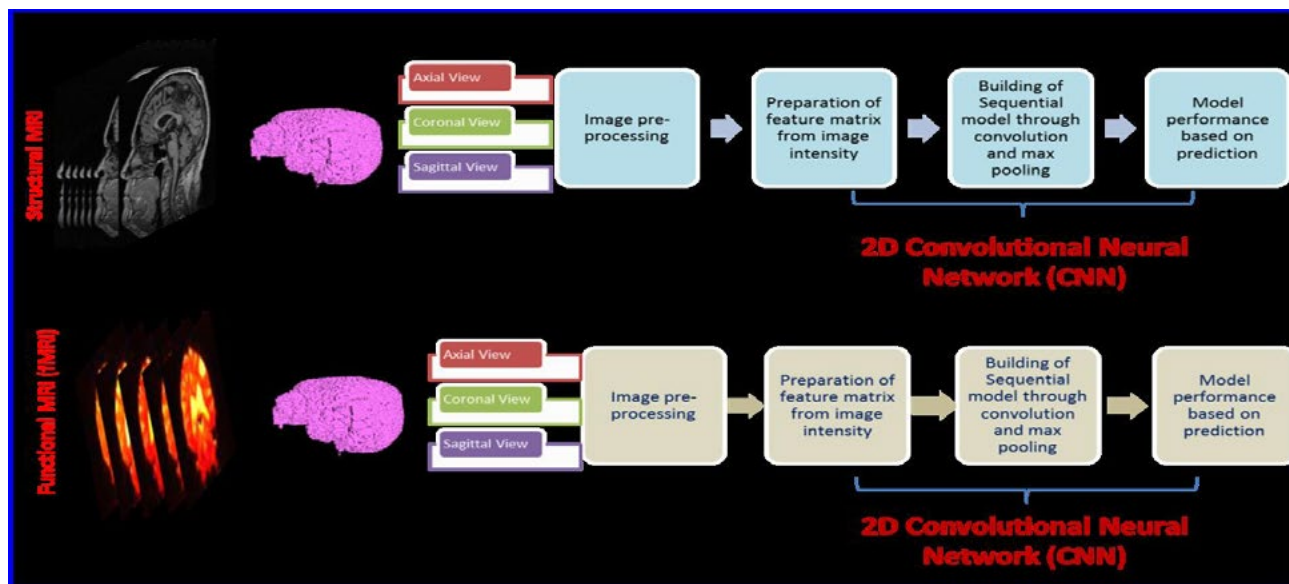 Structural MRI
Axial View
Coronal View
Sagittal View
Image pre-
processing
Preparation of
feature matrix
from image
intensity
Building of
Sequential
model through
convolution
and max
pooling
Model
performance
based on
prediction
2D Convolutional Neural
Network (CNN)
Functional MRI (fMRI)
Axial View
Coronal View
Sagittal View
Image pre-
processing
Preparation of
feature matrix
from image
intensity
Building of
Sequential
model through
convolution
and max
pooling
Model
performance
based on
prediction
2D Convolutional Neural
Network (CNN)